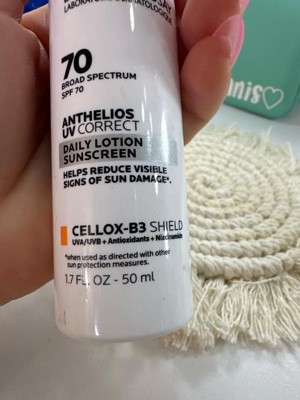 LABORATOIRE DERMATOLOGIQUE
70
BROAD SPECTRUM
SPF 70
ANTHELIOS
UV CORRECT
DAILY LOTION
SUNSCREEN
HELPS REDUCE VISIBLE
SIGNS OF SUN DAMAGE*.
CELLOX-B3 SHIELD
UVA/UVB + Antioxidants + Niacinamide
*when used as directed with other
sun protection measures.
1.7 FL. OZ - 50 ml